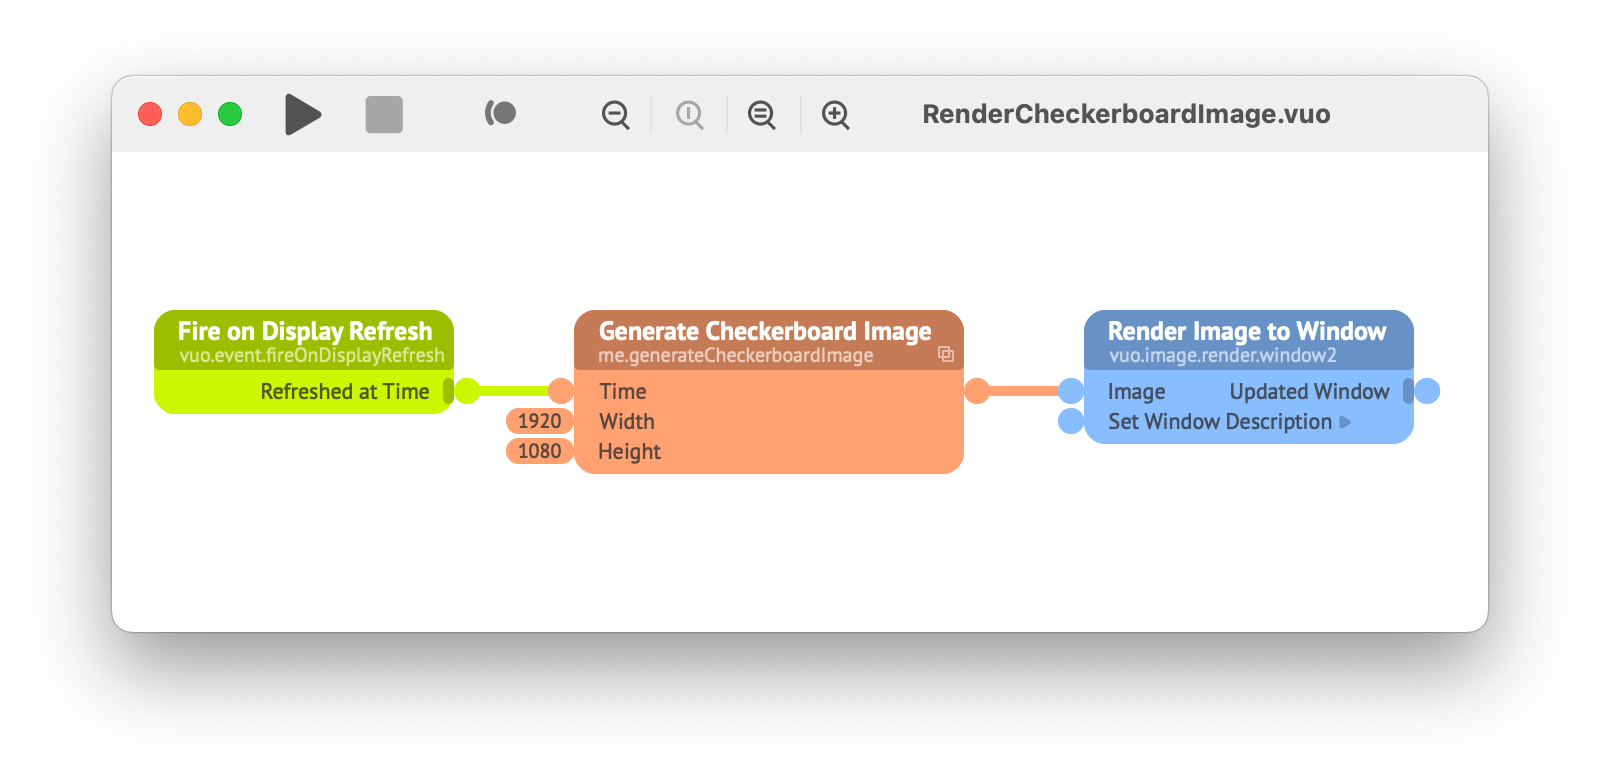 RenderCheckerboardImage.vuo
Fire on Display Refresh
vuo.event.fireOnDisplayRefresh
Refreshed at Time
Generate Checkerboard Image
me.generateCheckerboardImage
Time
1920 Width
1080 Height
Render Image to Window
vuo.image.render.window2
Image Updated Window
Set Window Description